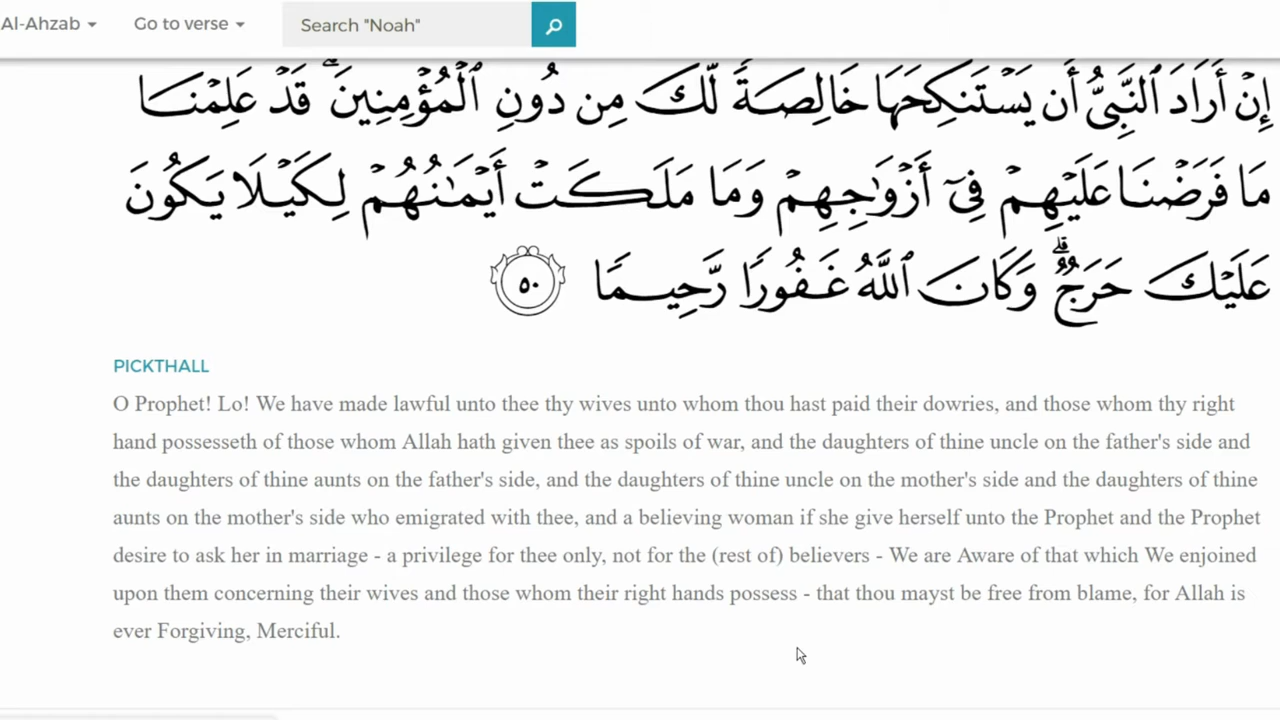 Al-Ahzab Go to verse Search "Noah"
إِنْ أَرَادَ ٱلنَّبِىُّ أَن يَسْتَنكِحَهَا خَالِصَةً لَّكَ مِن دُونِ ٱلْمُؤْمِنِينَ ۗ قَدْ عَلِمْنَا
مَا فَرَضْنَا عَلَيْهِمْ فِىٓ أَزْوَٰجِهِمْ وَمَا مَلَكَتْ أَيْمَـٰنُهُمْ لِكَيْلَا يَكُونَ
عَلَيْكَ حَرَجٌ ۗ وَكَانَ ٱللَّهُ غَفُورًا رَّحِيمًا ٥٠
PICKTHALL
O Prophet! Lo! We have made lawful unto thee thy wives unto whom thou hast paid their dowries, and those whom thy right
hand possesseth of those whom Allah hath given thee as spoils of war, and the daughters of thine uncle on the father's side and
the daughters of thine aunts on the father's side, and the daughters of thine uncle on the mother's side and the daughters of thine
aunts on the mother's side who emigrated with thee, and a believing woman if she give herself unto the Prophet and the Prophet
desire to ask her in marriage - a privilege for thee only, not for the (rest of) believers - We are Aware of that which We enjoined
upon them concerning their wives and those whom their right hands possess - that thou mayst be free from blame, for Allah is
ever Forgiving, Merciful.